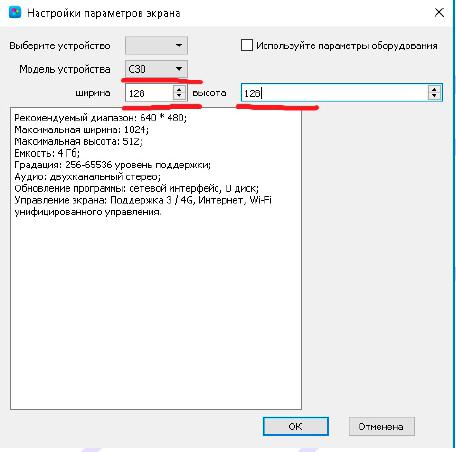 Настройки параметров экрана
Выберите устройство
Используйте параметры оборудования
Модель устройства C30
ширина 128 высота 128
Рекомендуемый диапазон: 640 * 480;
Максимальная ширина: 1024;
Максимальная высота: 512;
Емкость: 4 Гб;
Градация: 256-65536 уровень поддержки;
Аудио: двухканальный стерео;
Обновление программы: сетевой интерфейс, U диск;
Управление экрана: Поддержка 3 / 4G, Интернет, Wi-Fi
унифицированного управления.
OK Отменена